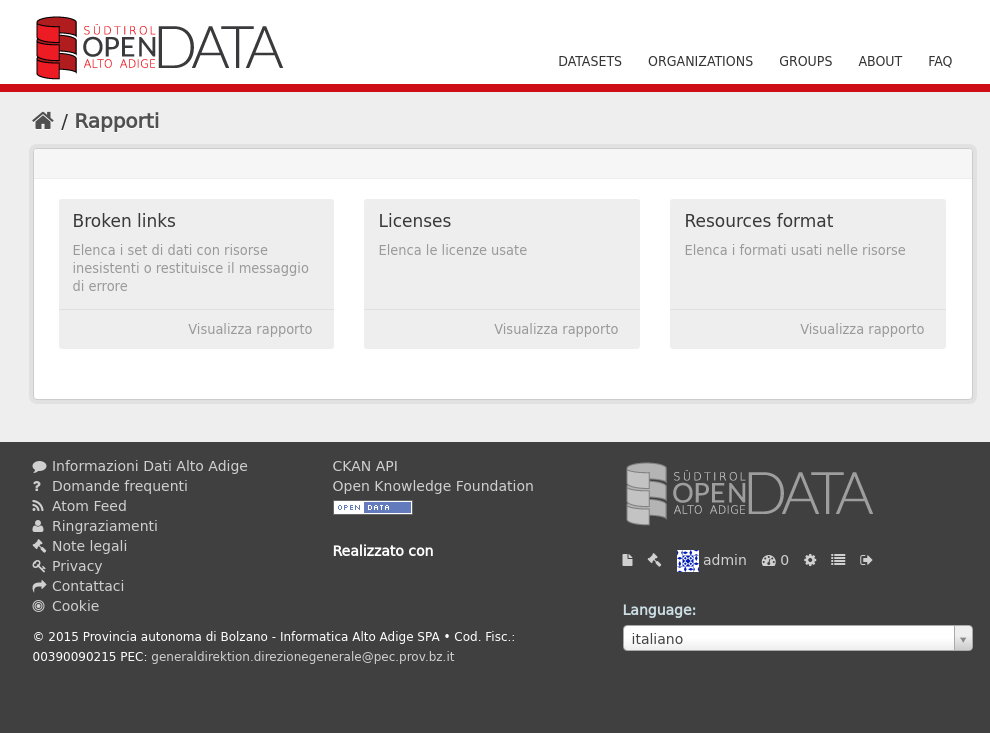 SÜDTIROL
OPENDATA
ALTO ADIGE
DATASETS ORGANIZATIONS GROUPS ABOUT FAQ
/ Rapporti
Broken links
Elenca i set di dati con risorse
inesistenti o restituisce il messaggio
di errore
Visualizza rapporto
Licenses
Elenca le licenze usate
Visualizza rapporto
Resources format
Elenca i formati usati nelle risorse
Visualizza rapporto
Informazioni Dati Alto Adige
? Domande frequenti
Atom Feed
Ringraziamenti
Note legali
Privacy
Contattaci
Cookie
© 2015 Provincia autonoma di Bolzano - Informatica Alto Adige SPA • Cod. Fisc.:
00390090215 PEC: generaldirektion.direzionegenerale@pec.prov.bz.it
CKAN API
Open Knowledge Foundation
OPEN DATA
Realizzato con
SÜDTIROL
OPENDATA
ALTO ADIGE
admin 0
Language:
italiano